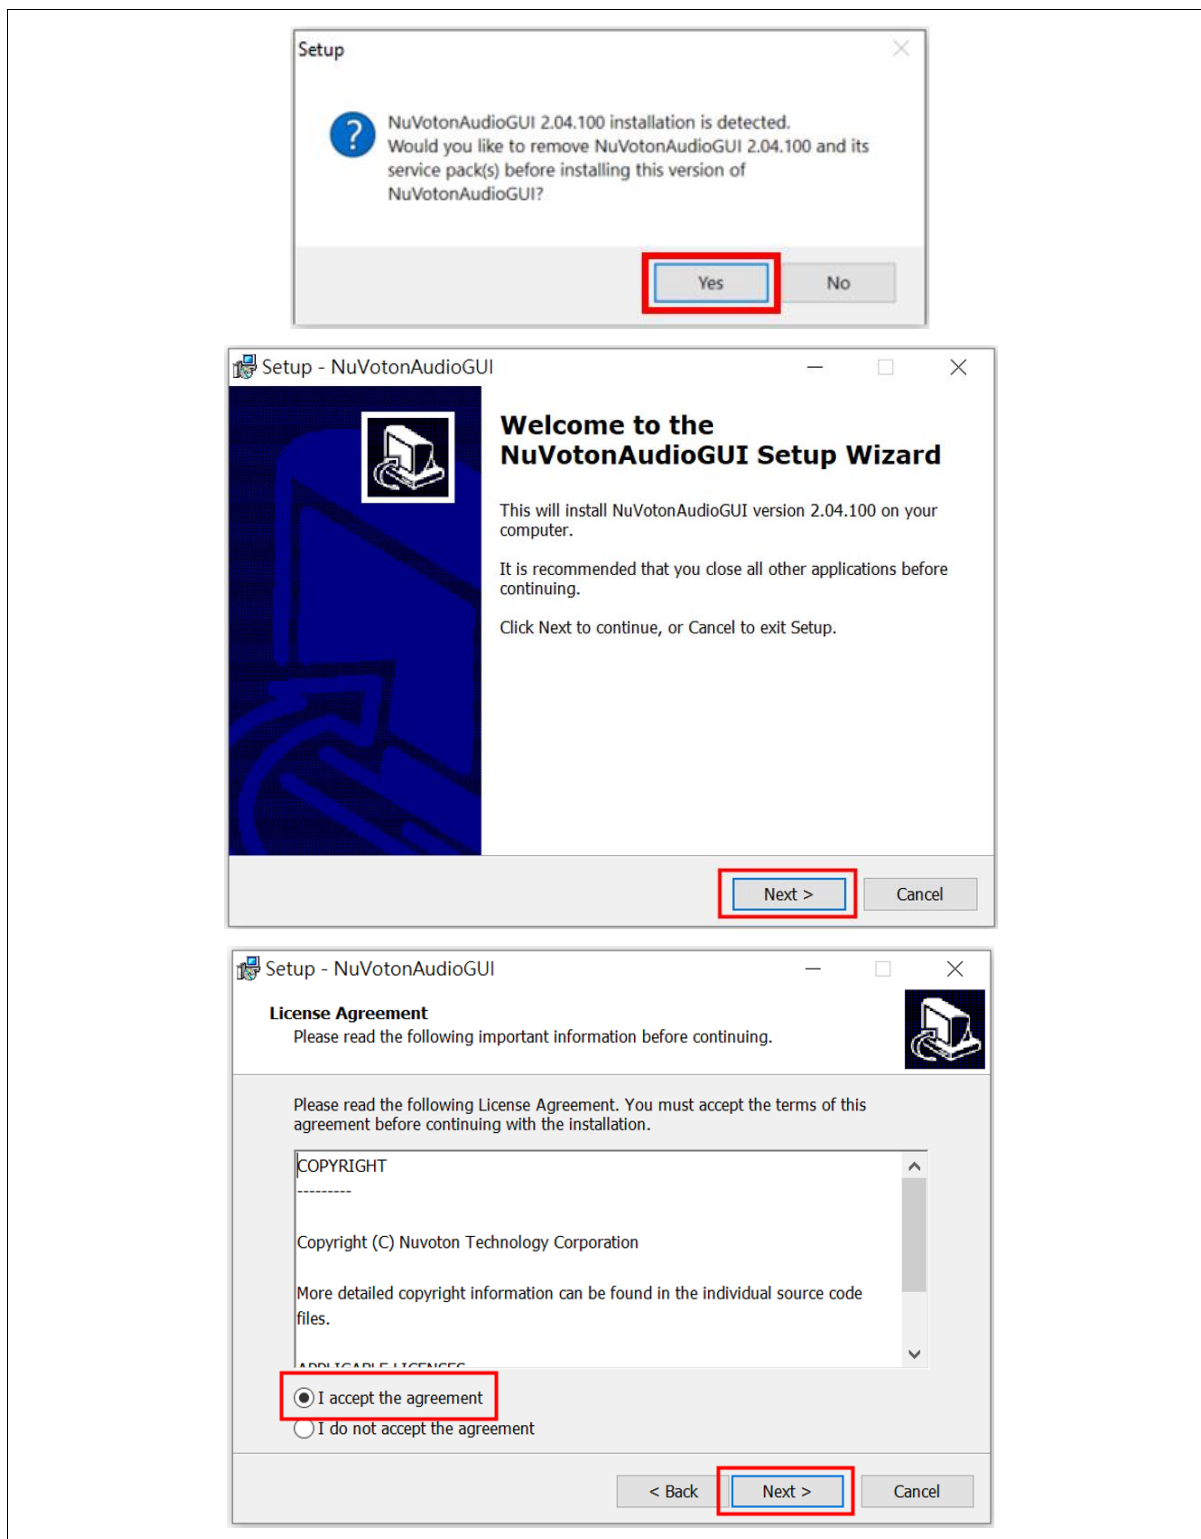 Setup
NuVotonAudioGUI 2.04.100 installation is detected.
Would you like to remove NuVotonAudioGUI 2.04.100 and its
service pack(s) before installing this version of
NuVotonAudioGUI?
Yes No
Setup - NuVotonAudioGUI
Welcome to the
NuVotonAudioGUI Setup Wizard
This will install NuVotonAudioGUI version 2.04.100 on your
computer.
It is recommended that you close all other applications before
continuing.
Click Next to continue, or Cancel to exit Setup.
Next > Cancel
Setup - NuVotonAudioGUI
License Agreement
Please read the following important information before continuing.
Please read the following License Agreement. You must accept the terms of this
agreement before continuing with the installation.
COPYRIGHT
---------
Copyright (C) Nuvoton Technology Corporation
More detailed copyright information can be found in the individual source code
files.
APPLICABLE LICENSES
I accept the agreement
I do not accept the agreement
< Back Next > Cancel